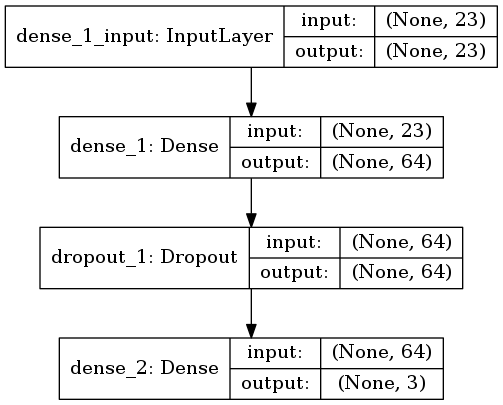 dense_1_input: InputLayer
input: (None, 23)
output: (None, 23)
dense_1: Dense
input: (None, 23)
output: (None, 64)
dropout_1: Dropout
input: (None, 64)
output: (None, 64)
dense_2: Dense
input: (None, 64)
output: (None, 3)